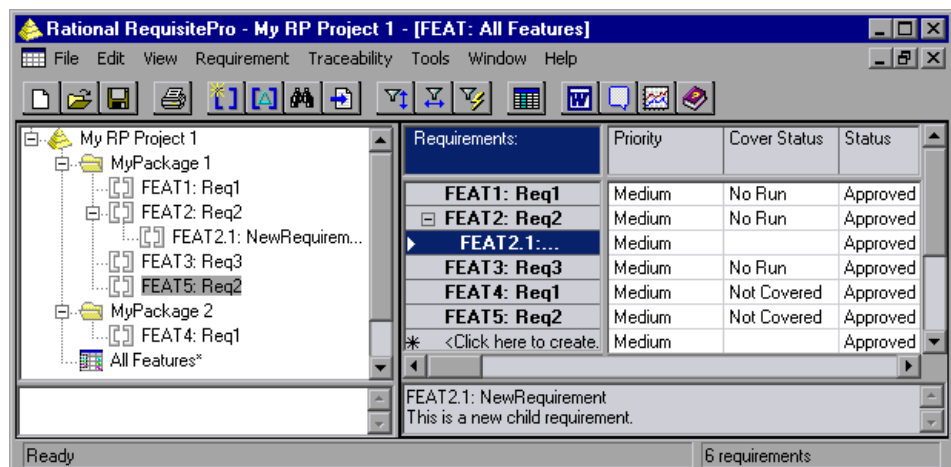 Rational RequisitePro - My RP Project 1 - [FEAT: All Features]
File Edit View Requirement Traceability Tools Window Help
My RP Project 1
MyPackage 1
FEAT1: Req1
FEAT2: Req2
FEAT2.1: NewRequirem...
FEAT3: Req3
FEAT5: Req2
MyPackage 2
FEAT4: Req1
All Features*
Requirements: Priority Cover Status Status
FEAT1: Req1 Medium No Run Approved
FEAT2: Req2 Medium No Run Approved
FEAT2.1:... Medium Approved
FEAT3: Req3 Medium No Run Approved
FEAT4: Req1 Medium Not Covered Approved
FEAT5: Req2 Medium Not Covered Approved
<Click here to create. Medium Approved
FEAT2.1: NewRequirement
This is a new child requirement.
Ready 6 requirements